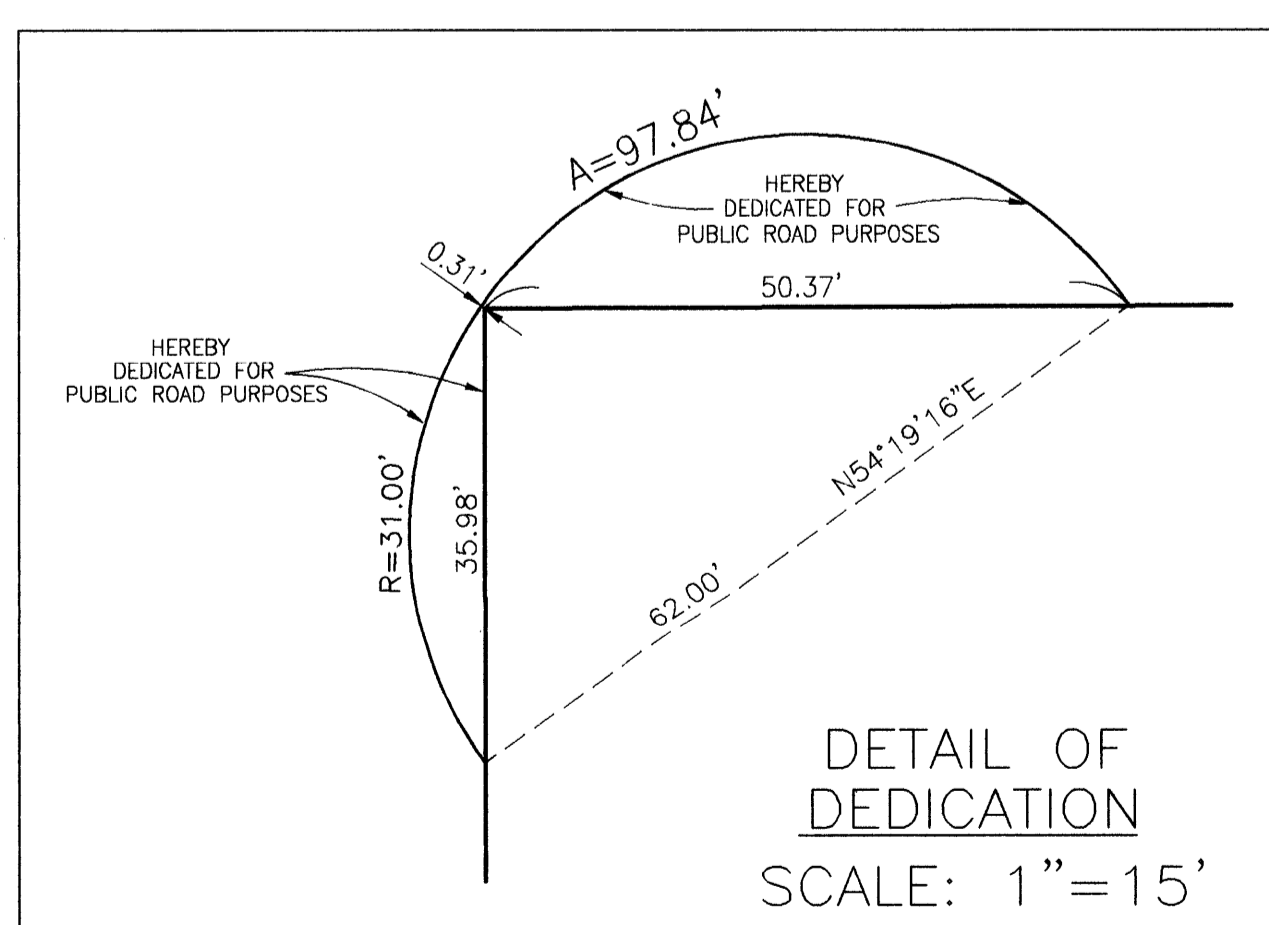 A=97.84'
HEREBY
DEDICATED FOR
PUBLIC ROAD PURPOSES
0.31'
50.37'
HEREBY
DEDICATED FOR
PUBLIC ROAD PURPOSES
N54°19'16"E
R=31.00'
35.98'
62.00'
DETAIL OF
DEDICATION
SCALE: 1"=15'